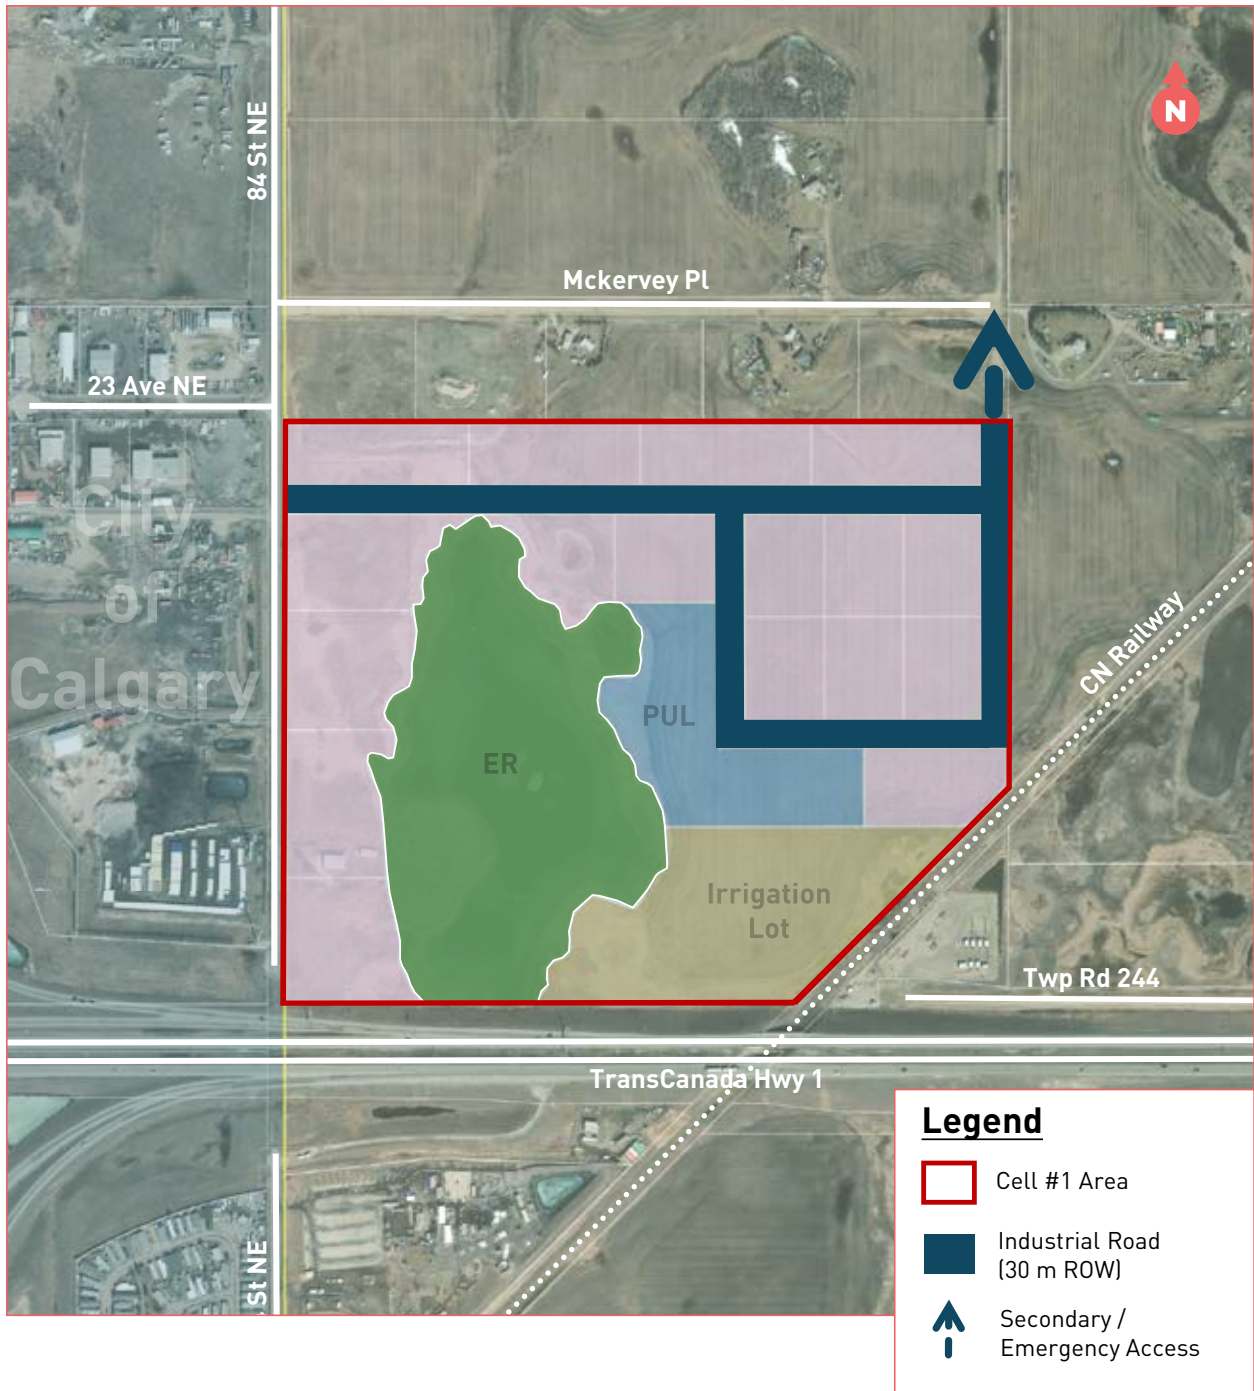 84 St NE
N
Mckervey Pl
23 Ave NE
City
of
Calgary
CN Railway
PUL
ER
Irrigation
Lot
Twp Rd 244
TransCanada Hwy 1
St NE
Legend
Cell #1 Area
Industrial Road
(30 m ROW)
Secondary /
Emergency Access